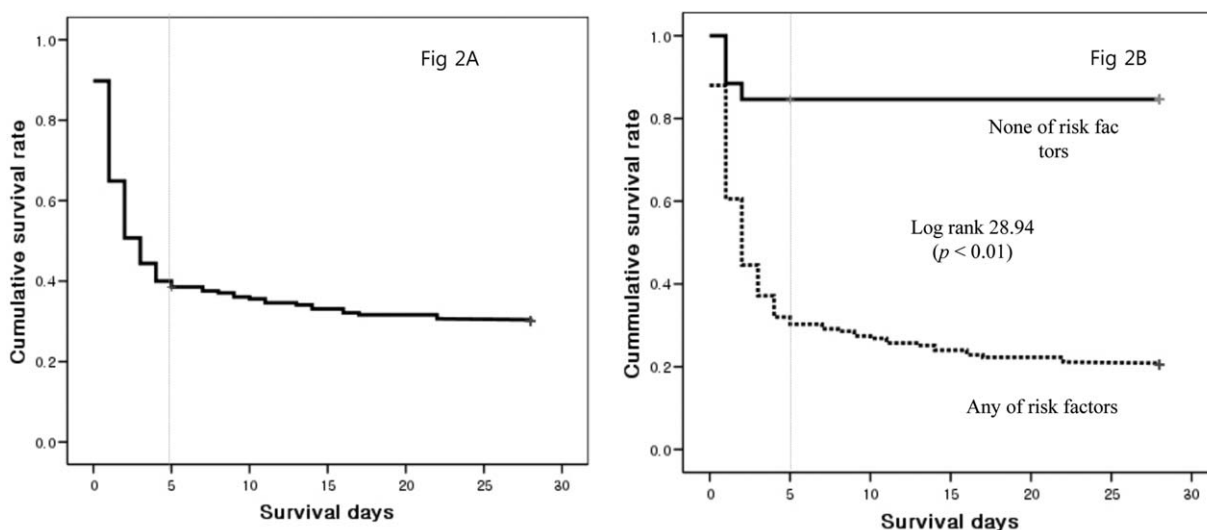 Fig 2A
Cumulative survival rate
1.0
0.8
0.6
0.4
0.2
0.0
0 5 10 15 20 25 30
Survival days
Fig 2B
Cummulative survival rate
1.0
0.8
0.6
0.4
0.2
0.0
None of risk fac
tors
Log rank 28.94
(p < 0.01)
Any of risk factors
0 5 10 15 20 25 30
Survival days